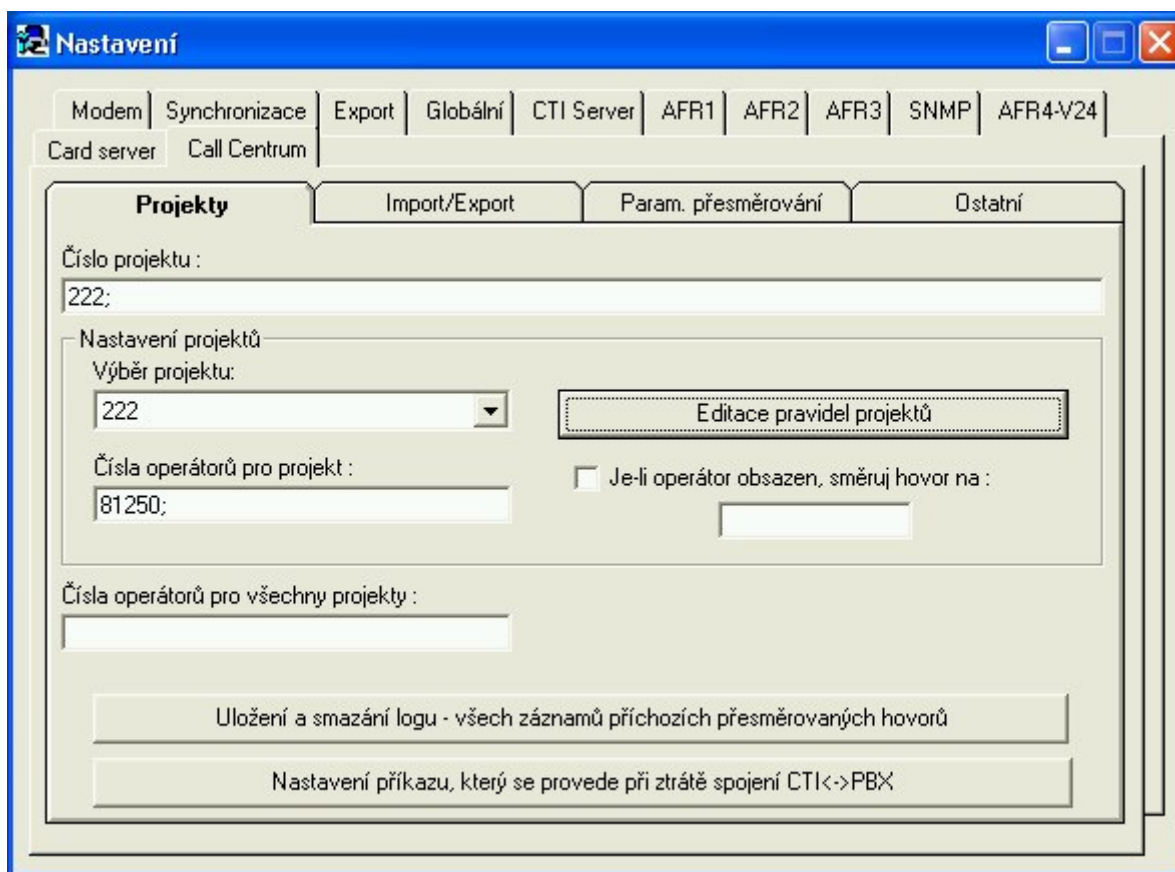 Nastavení
Modem Synchronizace Export Globální CTI Server AFR1 AFR2 AFR3 SNMP AFR4-V24
Card server Call Centrum
Projekty Import/Export Param. přesměrování Ostatní
Číslo projektu :
222;
Nastavení projektů
Výběr projektu:
222 Editace pravidel projektů
Čísla operátorů pro projekt : Je-li operátor obsazen, směruj hovor na :
81250;
Čísla operátorů pro všechny projekty :
Uložení a smazání logu - všech záznamů příchozích přesměrovaných hovorů
Nastavení příkazu, který se provede při ztrátě spojení CTI<->PBX